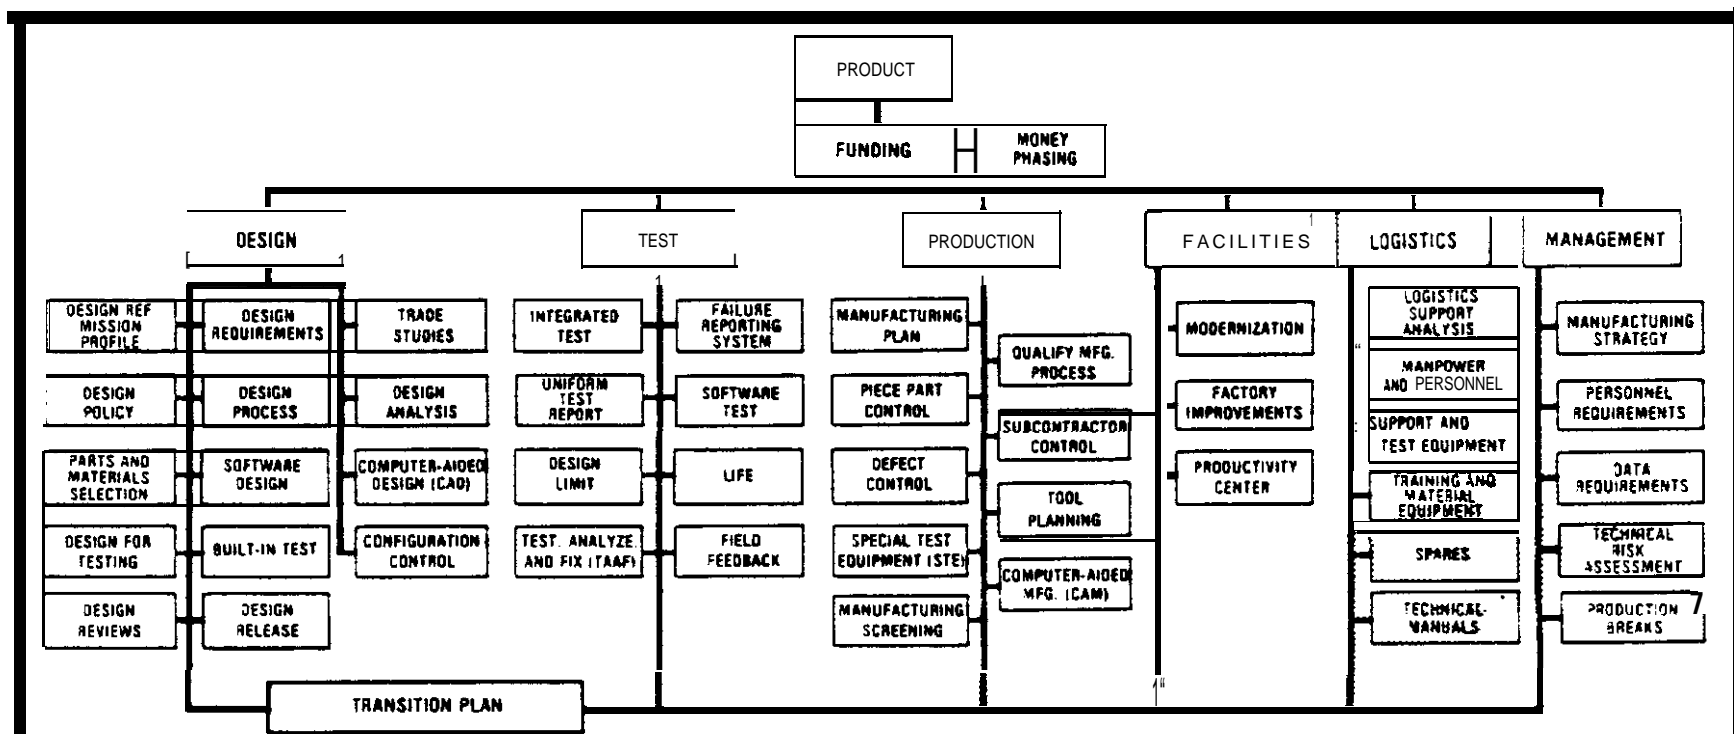 PRODUCT
FUNDING
MONEY
PHASING
DESIGN
TEST
PRODUCTION
FACILITIES
LOGISTICS
MANAGEMENT
DESIGN REF
MISSION
PROFILE
DESIGN
REQUIREMENTS
TRADE
STUDIES
DESIGN
POLICY
DESIGN
PROCESS
DESIGN
ANALYSIS
PARTS AND
MATERIALS
SELECTION
SOFTWARE
DESIGN
COMPUTER-AIDED
DESIGN (CAD)
DESIGN FOR
TESTING
BUILT-IN TEST
CONFIGURATION
CONTROL
DESIGN
REVIEWS
DESIGN
RELEASE
INTEGRATED
TEST
FAILURE
REPORTING
SYSTEM
UNIFORM
TEST
REPORT
SOFTWARE
TEST
DESIGN
LIMIT
LIFE
TEST. ANALYZE
AND FIX (TAAF)
FIELD
FEEDBACK
MANUFACTURING
PLAN
QUALIFY MFG.
PROCESS
PIECE PART
CONTROL
SUBCONTRACTOR
CONTROL
DEFECT
CONTROL
TOOL
PLANNING
SPECIAL TEST
EQUIPMENT (STE)
COMPUTER-AIDED
MFG. (CAM)
MANUFACTURING
SCREENING
MODERNIZATION
FACTORY
IMPROVEMENTS
PRODUCTIVITY
CENTER
LOGISTICS
SUPPORT
ANALYSIS
MANPOWER
AND PERSONNEL
SUPPORT AND
TEST EQUIPMENT
TRAINING AND
MATERIAL
EQUIPMENT
SPARES
TECHNICAL-
MANUALS
MANUFACTURING
STRATEGY
PERSONNEL
REQUIREMENTS
DATA
REQUIREMENTS
TECHNICAL
RISK
ASSESSMENT
PRODUCTION
BREAKS
TRANSITION PLAN